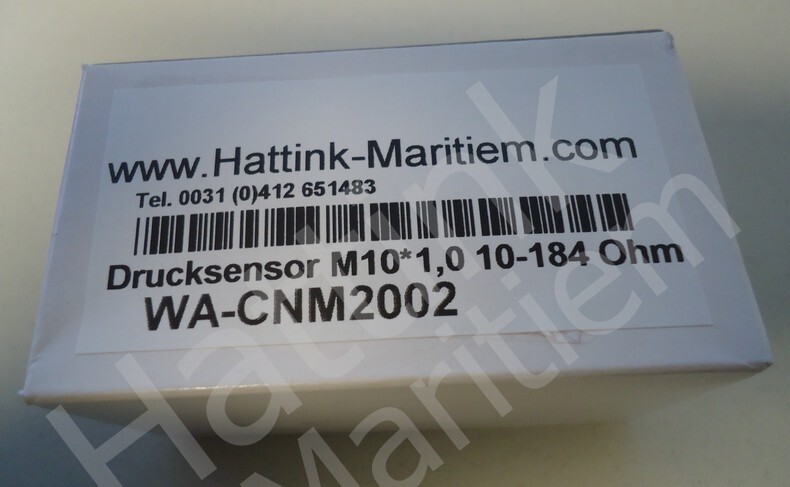 www.Hattink-Maritiem.com
Tel. 0031 (0)412 651483
Drucksensor M10*1,0 10-184 Ohm
WA-CNM2002
Hattink
Maritiem